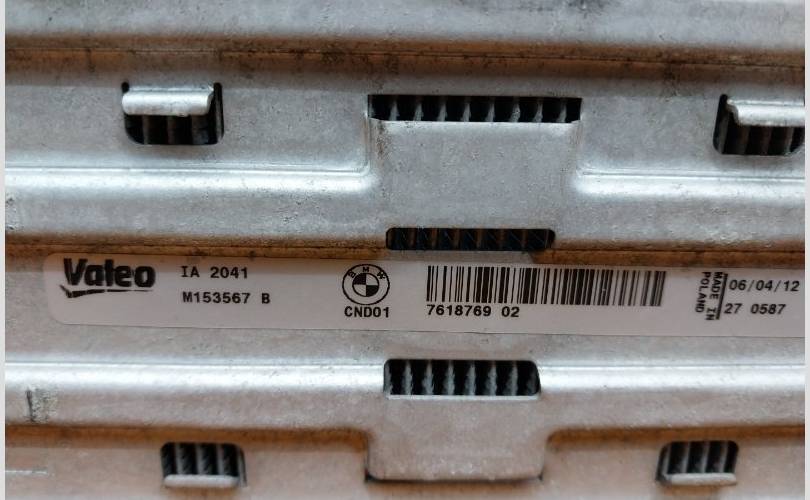 Valeo
IA 2041
M153567 B
BMW
CND01
7618769 02
MADE IN
POLAND
06/04/12
27 0587